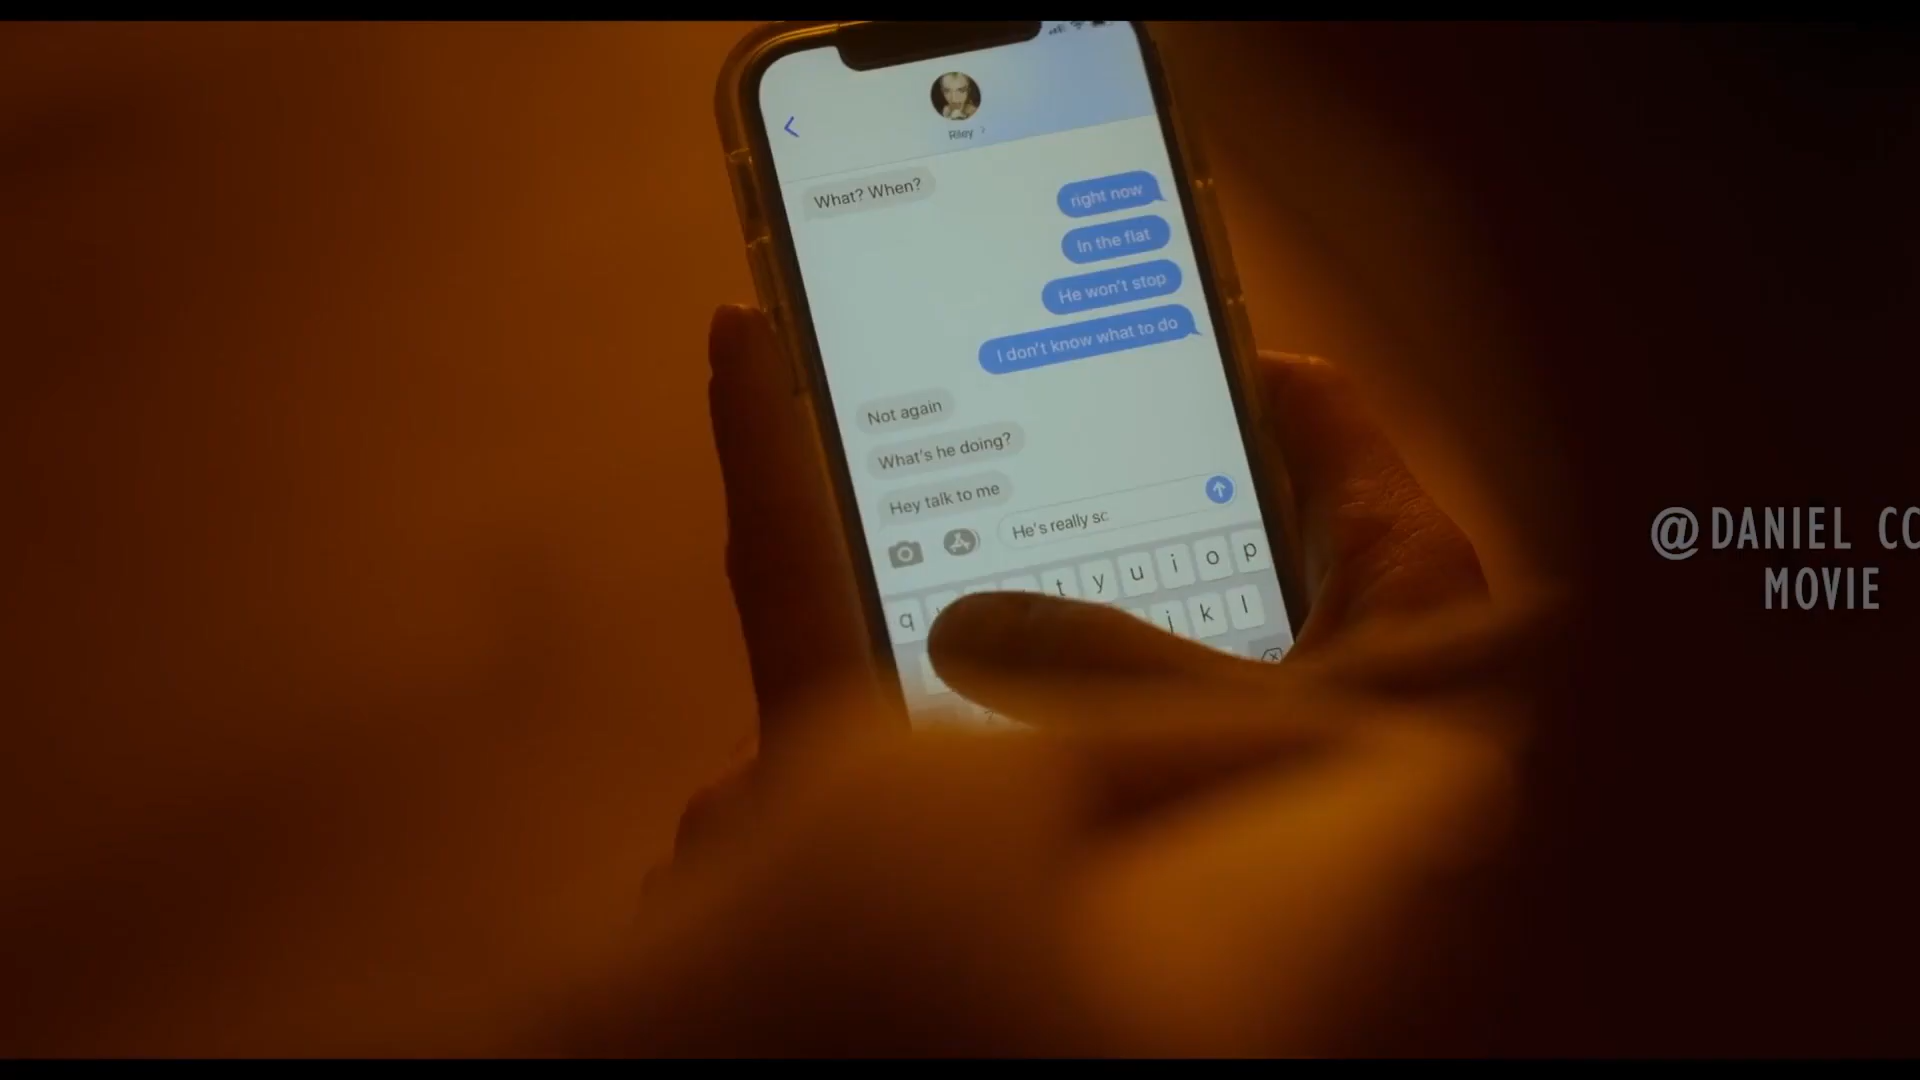 Riley
What? When?
right now
In the flat
He won't stop
I don't know what to do
Not again
What's he doing?
Hey talk to me
He's really sc
q t y u i o p
j k l
@DANIEL CC
MOVIE